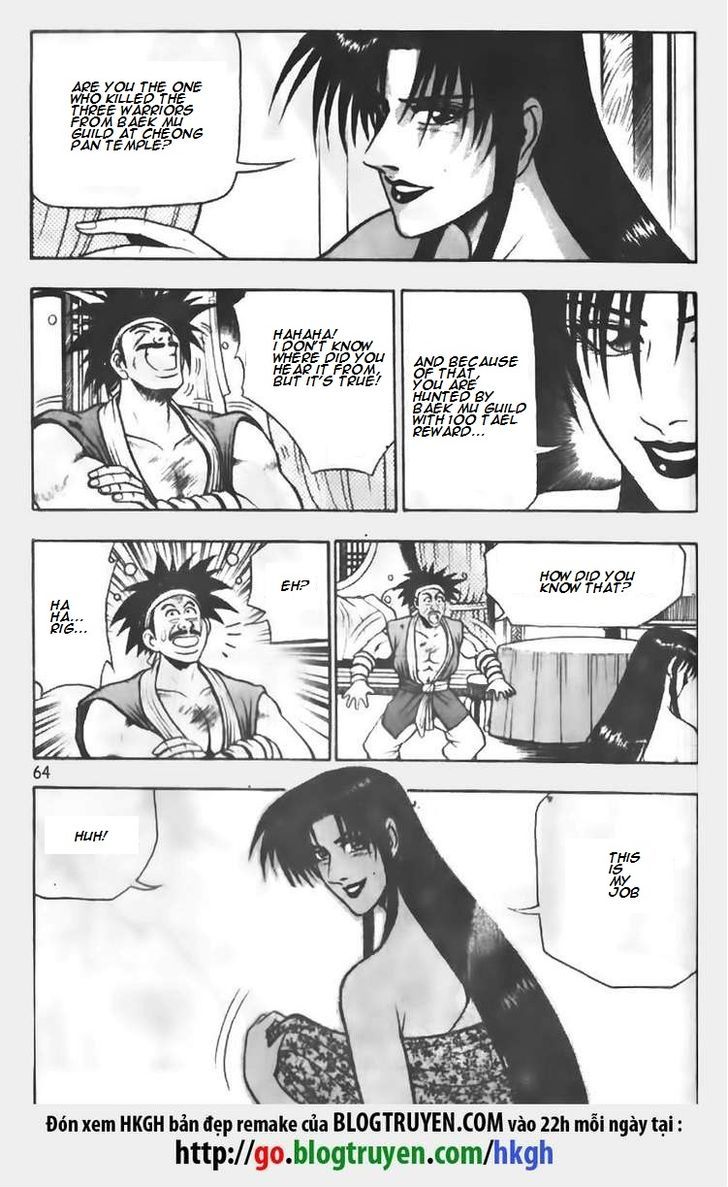 ARE YOU THE ONE
WHO KILLED THE
THREE WARRIORS
FROM BAEK MU
GUILD AT CHEONG
PAN TEMPLE?
HAHAHA!
I DON'T KNOW
WHERE DID YOU
HEAR IT FROM,
BUT IT'S TRUE!
AND BECAUSE
OF THAT,
YOU ARE
HUNTED BY
BAEK MU GUILD
WITH 100 TAEL
REWARD...
HA
HA...
RIG...
EH?
HOW DID YOU
KNOW THAT?
64
HUH!
THIS
IS
MY
JOB
Đón xem HKGH bản đẹp remake của BLOGTRUYEN.COM vào 22h mỗi ngày tại :
http://go.blogtruyen.com/hkgh